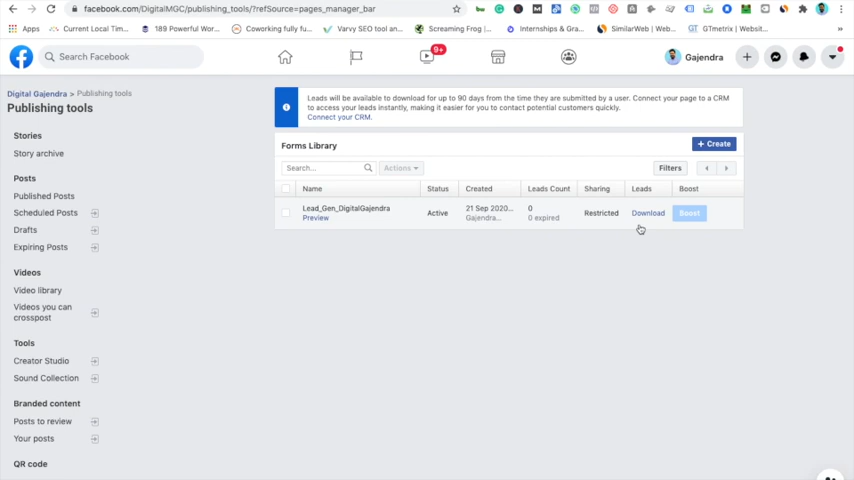 facebook.com/DigitalMGC/publishing_tools/?refSource=pages_manager_bar
Apps
Current Local Tim...
189 Powerful Wor...
Coworking fully fu...
Varvy SEO tool an...
Screaming Frog |...
Internships & Gra...
SimilarWeb | Web...
GTmetrix | Websit...
»
Search Facebook
9+
Gajendra
Digital Gajendra > Publishing tools
Publishing tools
Stories
Story archive
Posts
Published Posts
Scheduled Posts
Drafts
Expiring Posts
Videos
Video library
Videos you can
crosspost
Tools
Creator Studio
Sound Collection
Branded content
Posts to review
Your posts
QR code
Leads will be available to download for up to 90 days from the time they are submitted by a user. Connect your page to a CRM
to access your leads instantly, making it easier for you to contact potential customers quickly.
Connect your CRM.
Forms Library
+ Create
Search...
Actions
Filters
Name Status Created Leads Count Sharing Leads Boost
Lead_Gen_DigitalGajendra Active 21 Sep 2020... 0 Restricted Download Boost
Preview Gajendra... 0 expired